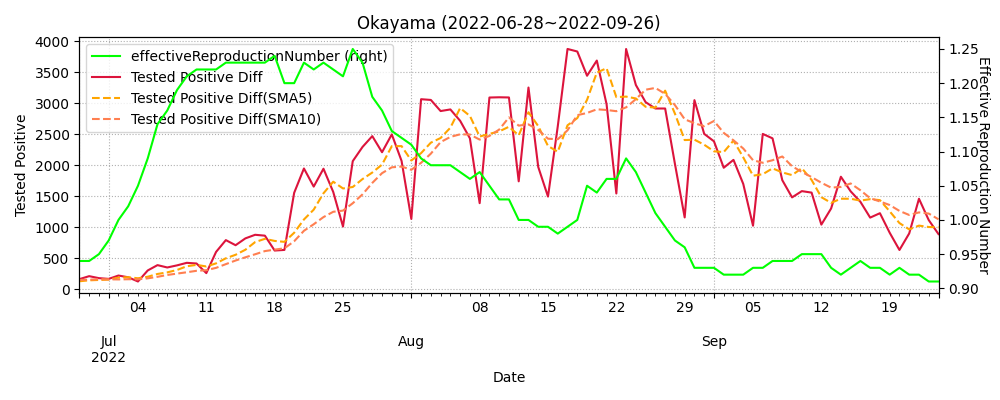 Okayama (2022-06-28~2022-09-26)
effectiveReproductionNumber (right)
Tested Positive Diff
Tested Positive Diff(SMA5)
Tested Positive Diff(SMA10)
Tested Positive
4000
3500
3000
2500
2000
1500
1000
500
0
Effective Reproduction Number
1.25
1.20
1.15
1.10
1.05
1.00
0.95
0.90
04 11 18 25 08 15 22 29 05 12 19
Jul Aug Sep
2022
Date